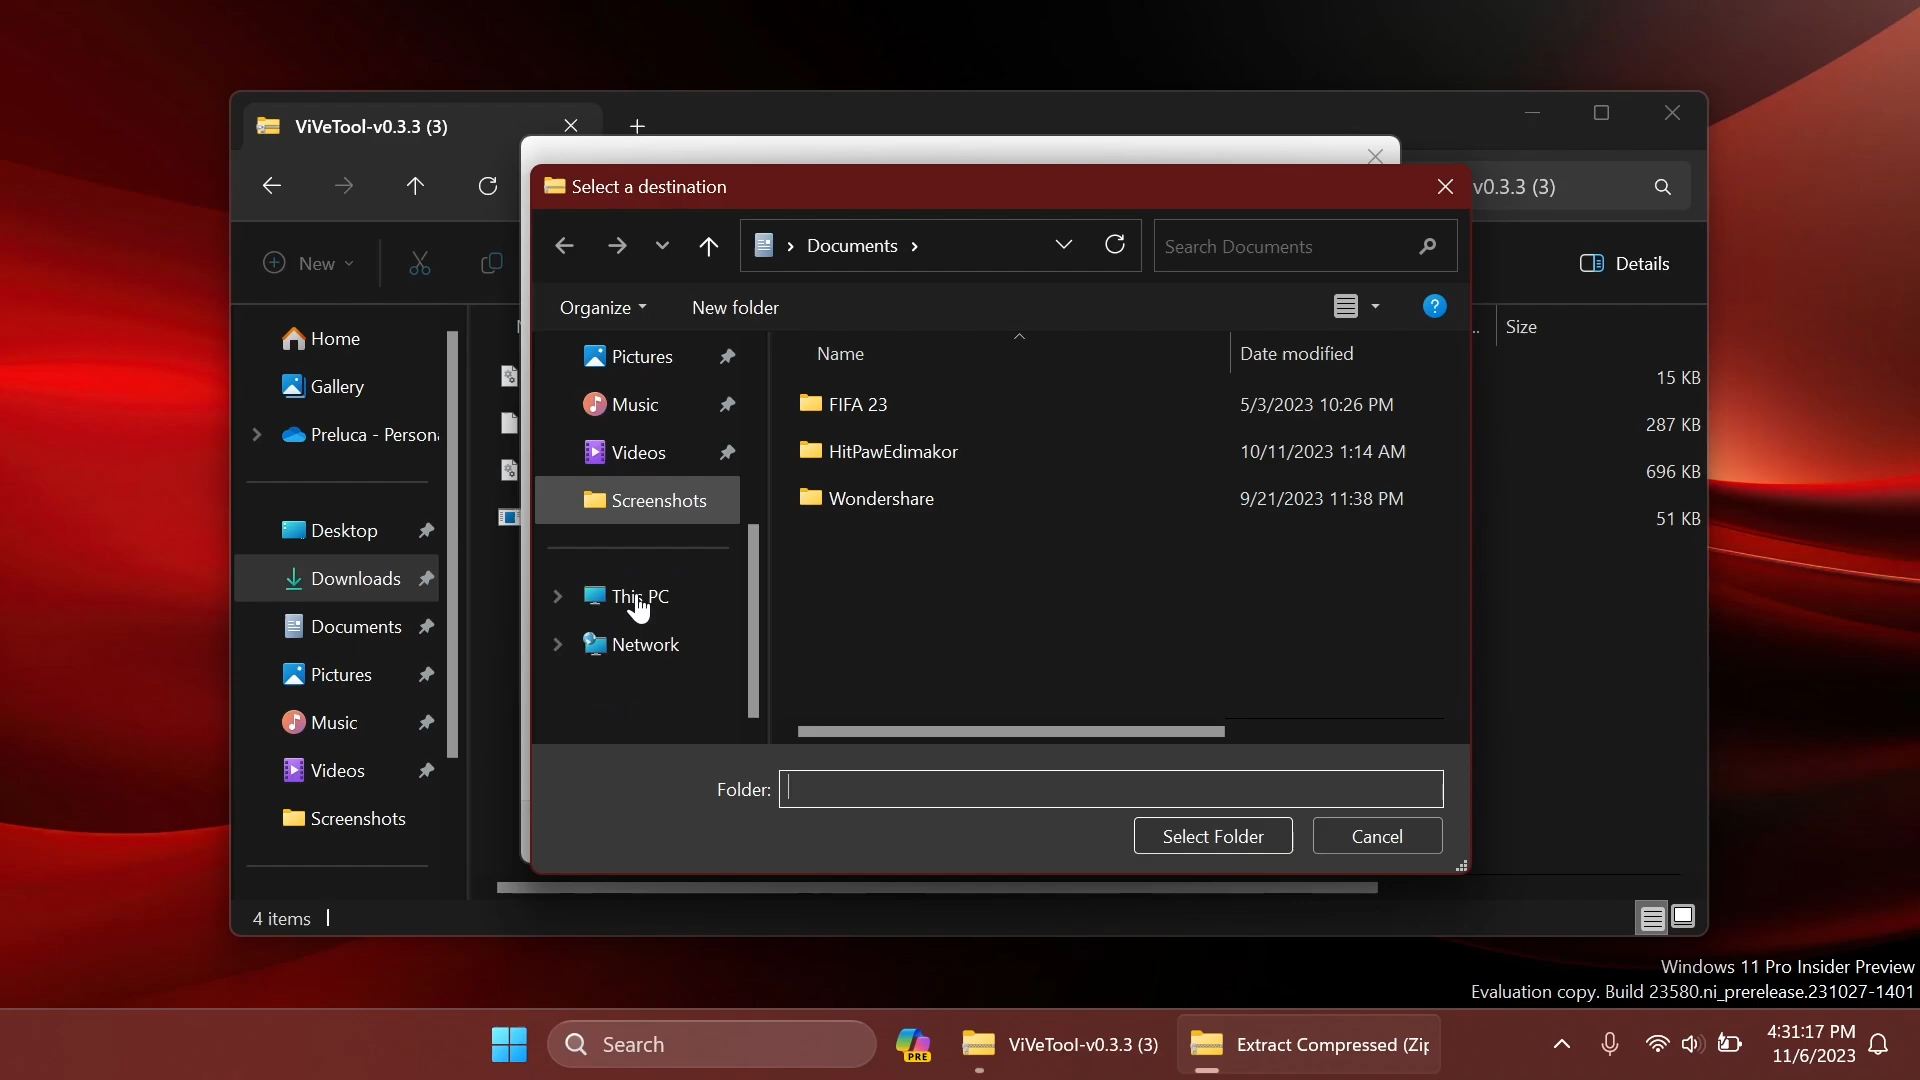 ViVeTool-v0.3.3 (3)
v0.3.3 (3)
New
Details
Home
Gallery
Preluca - Persona
Desktop
Downloads
Documents
Pictures
Music
Videos
Screenshots
4 items
Size
15 KB
287 KB
696 KB
51 KB
Select a destination
Documents
Search Documents
Organize
New folder
?
Pictures
Music
Videos
Screenshots
This PC
Network
Name
Date modified
FIFA 23
5/3/2023 10:26 PM
HitPawEdimakor
10/11/2023 1:14 AM
Wondershare
9/21/2023 11:38 PM
Folder:
Select Folder
Cancel
Windows 11 Pro Insider Preview
Evaluation copy. Build 23580.ni_prerelease.231027-1401
Search
PRE
ViVeTool-v0.3.3 (3)
Extract Compressed (Zip
4:31:17 PM
11/6/2023